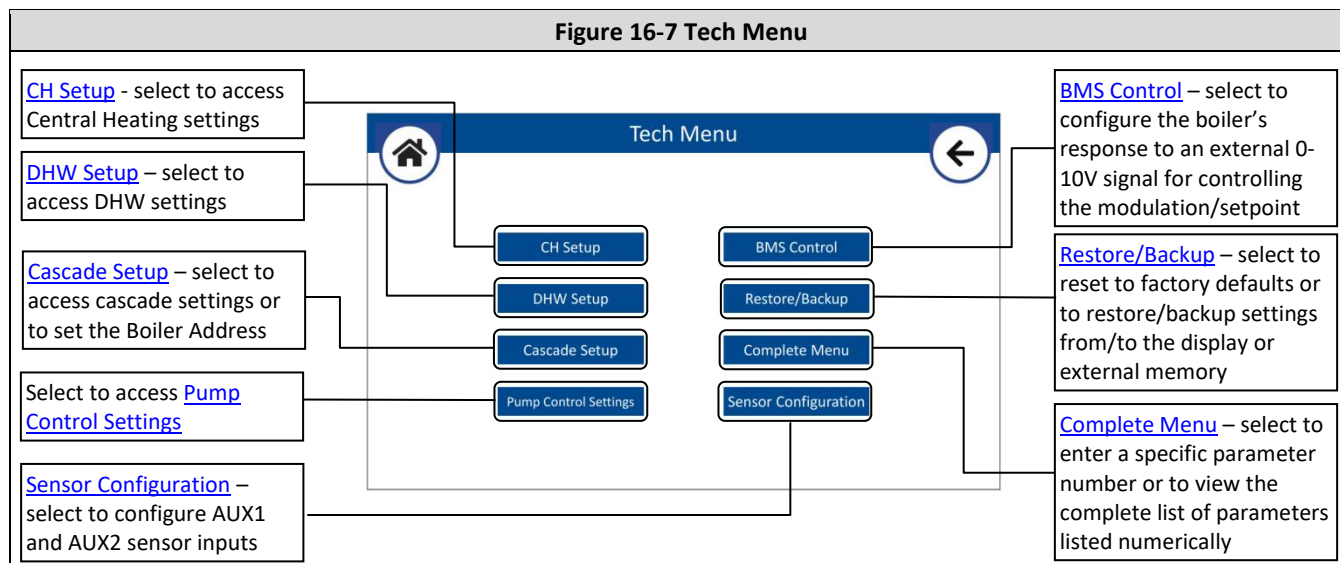 Figure 16-7 Tech Menu
CH Setup - select to access
Central Heating settings
DHW Setup – select to
access DHW settings
Cascade Setup – select to
access cascade settings or
to set the Boiler Address
Select to access Pump
Control Settings
Sensor Configuration –
select to configure AUX1
and AUX2 sensor inputs
Tech Menu
CH Setup
DHW Setup
Cascade Setup
Pump Control Settings
BMS Control
Restore/Backup
Complete Menu
Sensor Configuration
BMS Control – select to
configure the boiler’s
response to an external 0-
10V signal for controlling
the modulation/setpoint
Restore/Backup – select to
reset to factory defaults or
to restore/backup settings
from/to the display or
external memory
Complete Menu – select to
enter a specific parameter
number or to view the
complete list of parameters
listed numerically